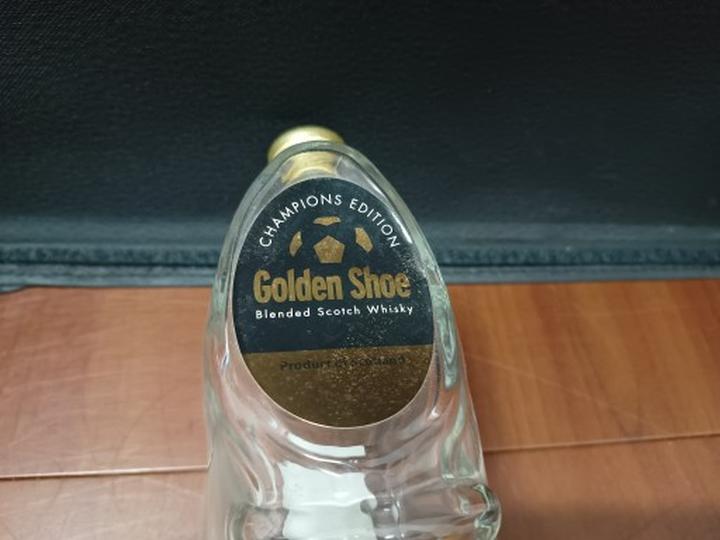 CHAMPIONS EDITION
Golden Shoe
Blended Scotch Whisky
Product of Scotland